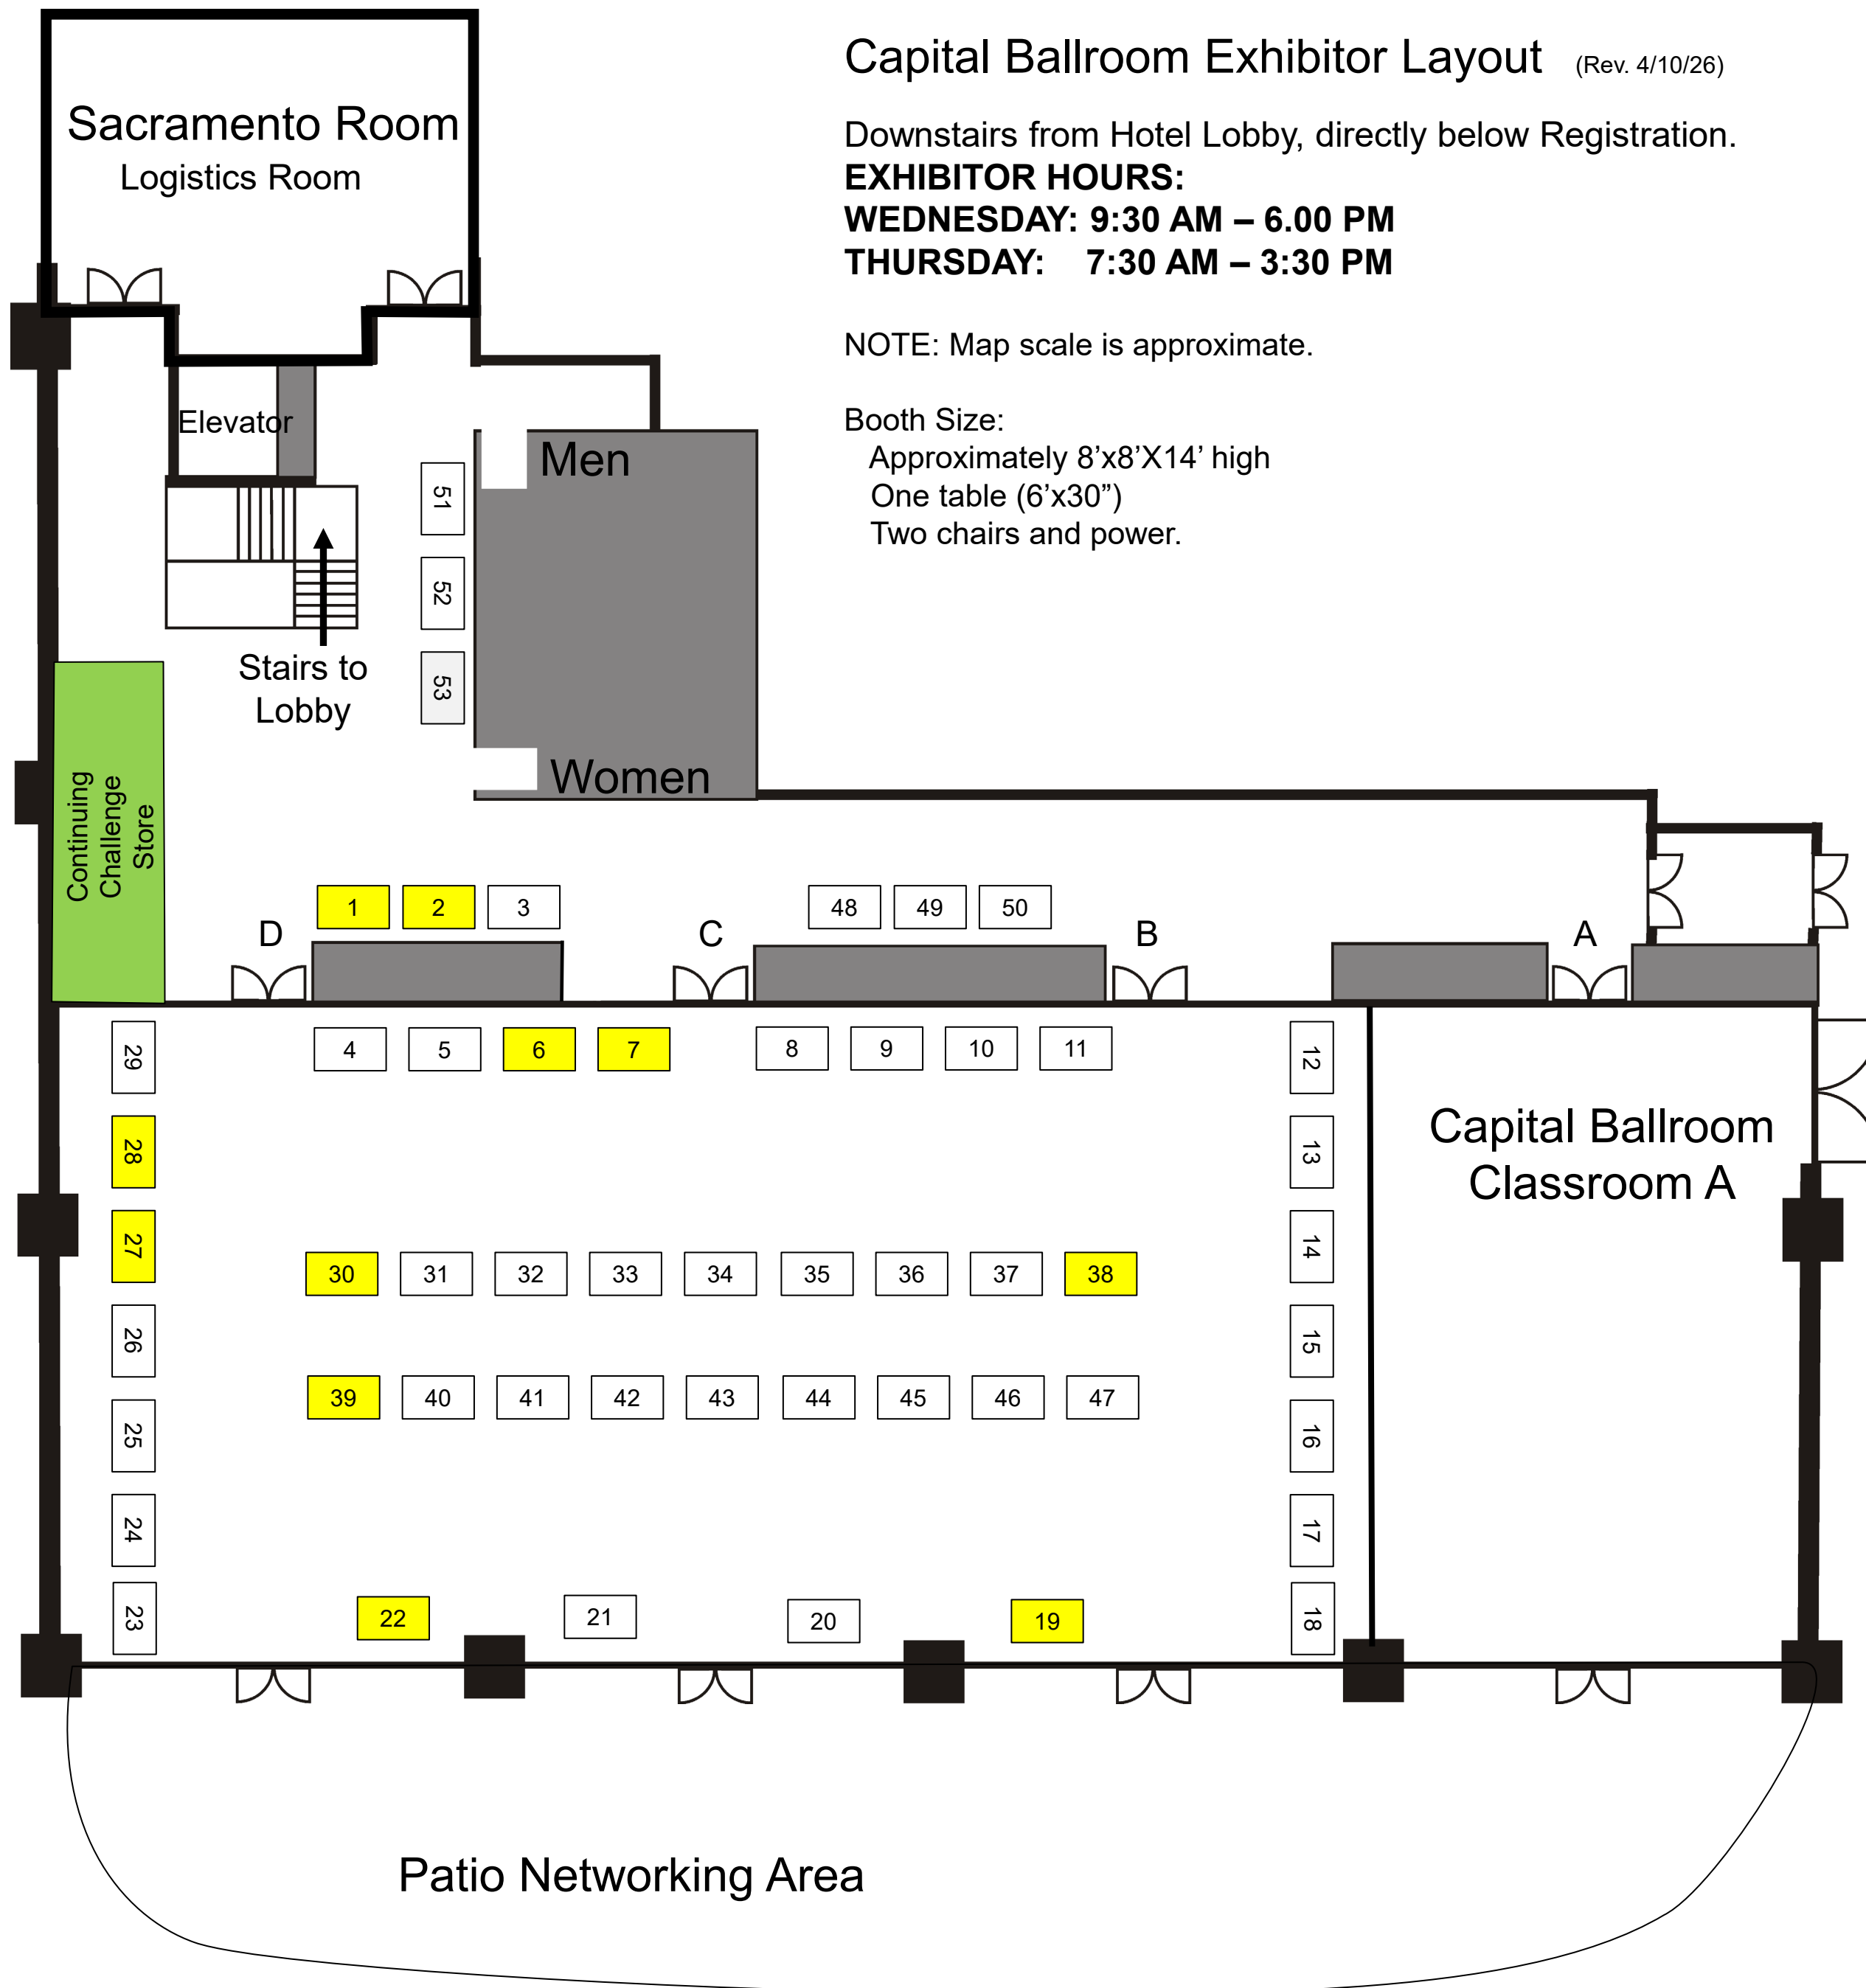 Capital Ballroom Exhibitor Layout (Rev. 4/10/26)
Downstairs from Hotel Lobby, directly below Registration.
EXHIBITOR HOURS:
WEDNESDAY: 9:30 AM – 6.00 PM
THURSDAY: 7:30 AM – 3:30 PM
NOTE: Map scale is approximate.
Booth Size:
Approximately 8’x8’X14’ high
One table (6’x30”)
Two chairs and power.
Sacramento Room
Logistics Room
Elevator
Men
51
52
53
Stairs to
Lobby
Women
Continuing
Challenge
Store
1 2 3 48 49 50
D C B A
4 5 6 7 8 9 10 11
29
28
27
26
25
24
23
12
13
14
15
16
17
18
Capital Ballroom
Classroom A
30 31 32 33 34 35 36 37 38
39 40 41 42 43 44 45 46 47
22 21 20 19
Patio Networking Area